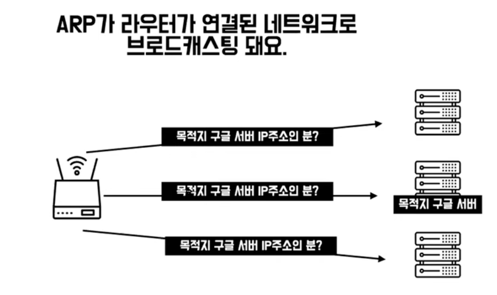 ARP가 라우터가 연결된 네트워크로
브로드캐스팅 돼요.
목적지 구글 서버 IP주소인 분?
목적지 구글 서버 IP주소인 분?
목적지 구글 서버
목적지 구글 서버 IP주소인 분?